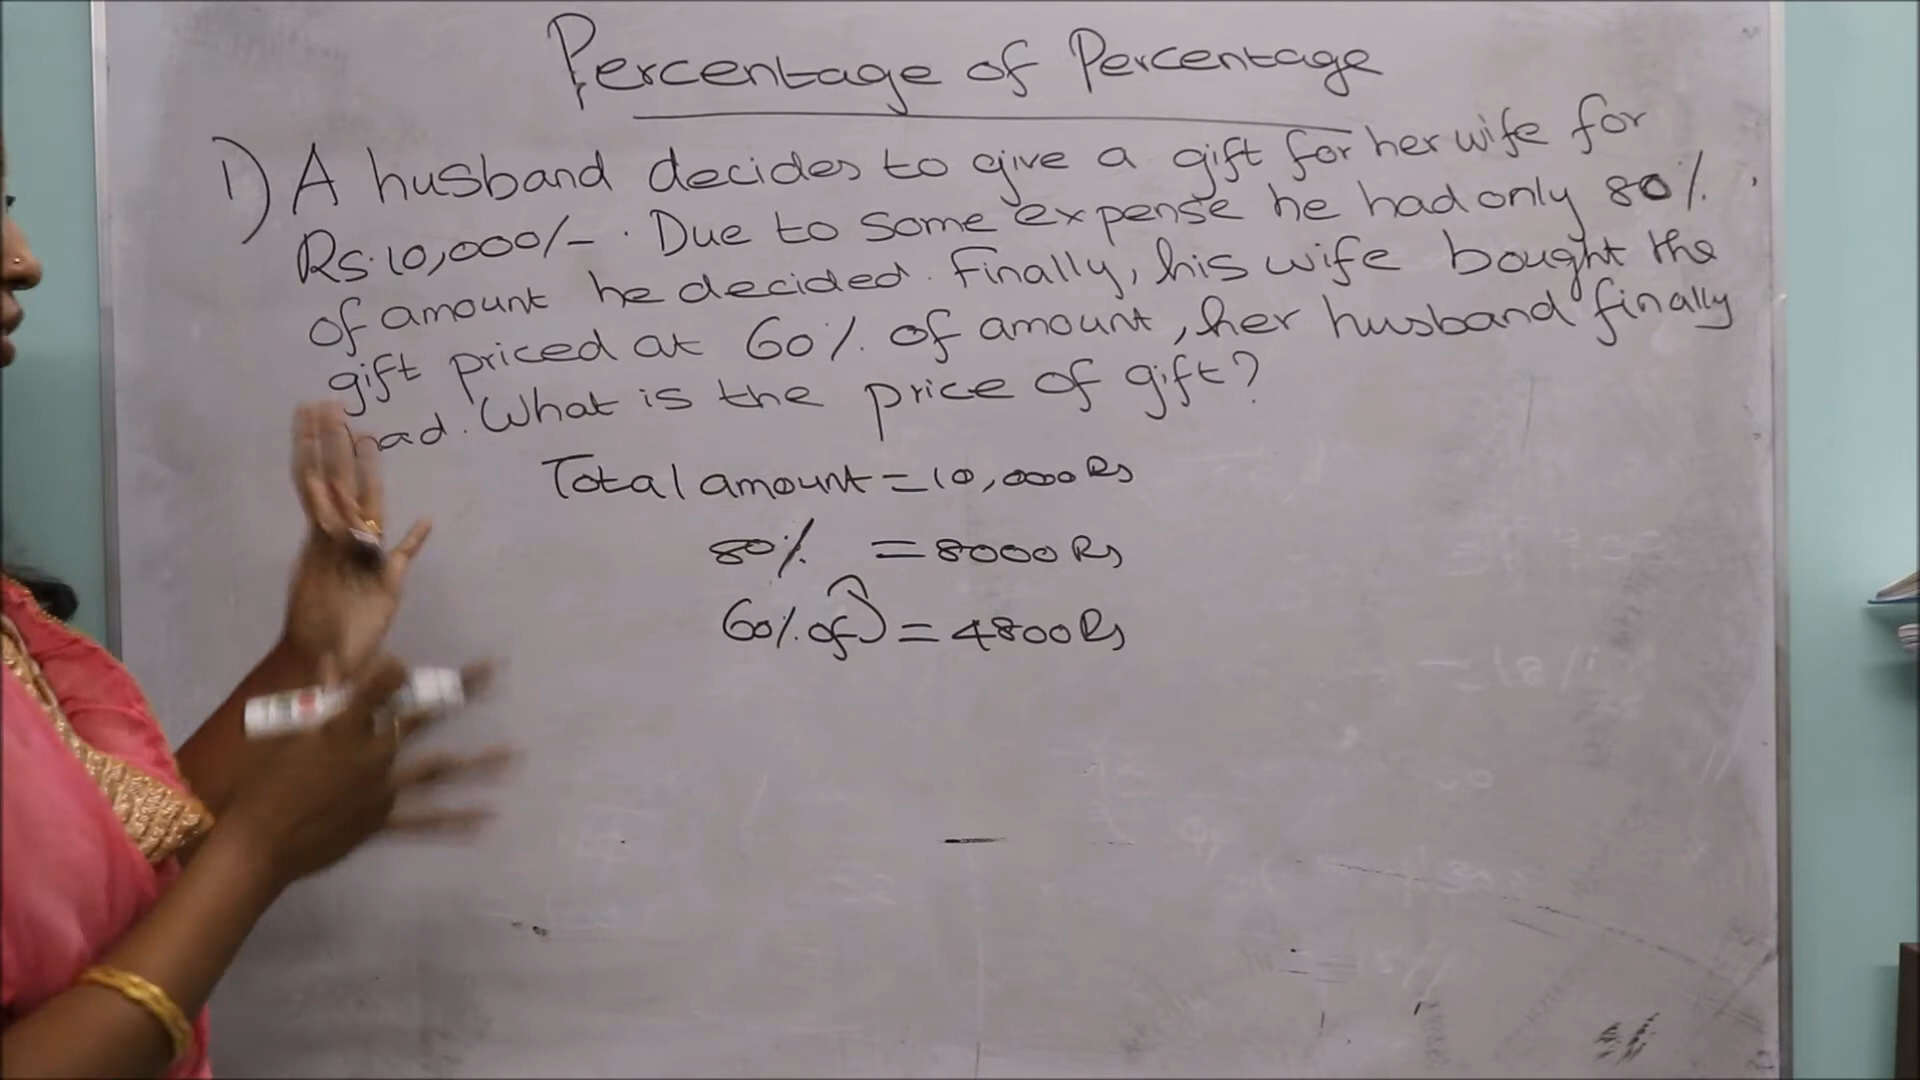 Percentage of Percentage
1) A husband decides to give a gift for her wife for
Rs.10,000/-. Due to some expense he had only 80%
of amount he decided. Finally, his wife bought the
gift priced at 60% of amount, her husband finally
had. What is the price of gift?
Total amount = 10,000 Rs
80% = 8000 Rs
60% of = 4800 Rs